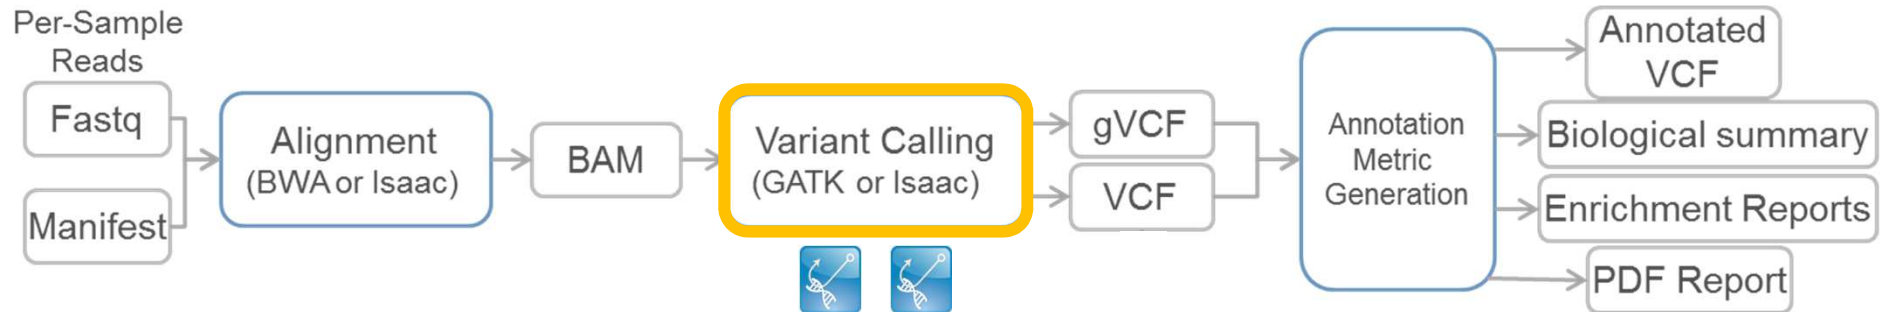 Per-Sample
Reads
Fastq
Manifest
Alignment
(BWA or Isaac)
BAM
Variant Calling
(GATK or Isaac)
gVCF
VCF
Annotation
Metric
Generation
Annotated
VCF
Biological summary
Enrichment Reports
PDF Report